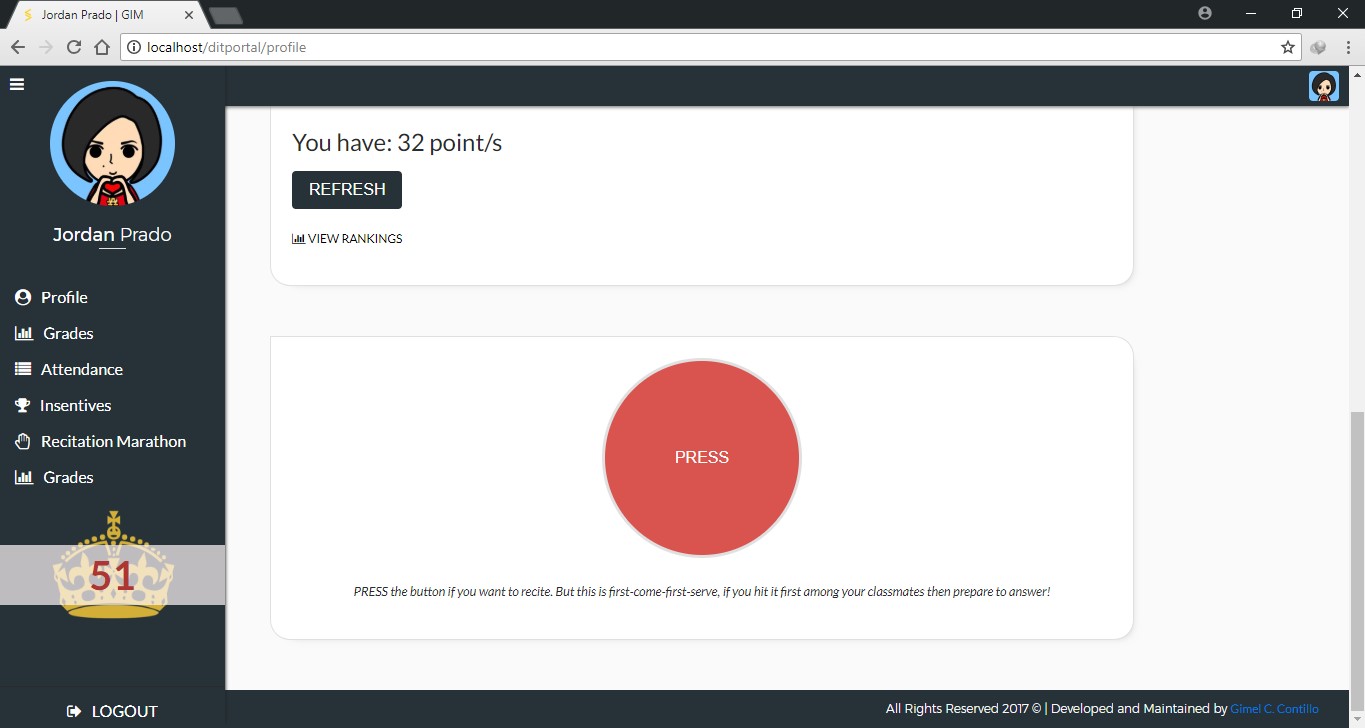 Jordan Prado | GIM
localhost/ditportal/profile
Jordan Prado
Profile
Grades
Attendance
Insentives
Recitation Marathon
Grades
51
LOGOUT
You have: 32 point/s
REFRESH
VIEW RANKINGS
PRESS
PRESS the button if you want to recite. But this is first-come-first-serve, if you hit it first among your classmates then prepare to answer!
All Rights Reserved 2017 © | Developed and Maintained by Gimel C. Contillo